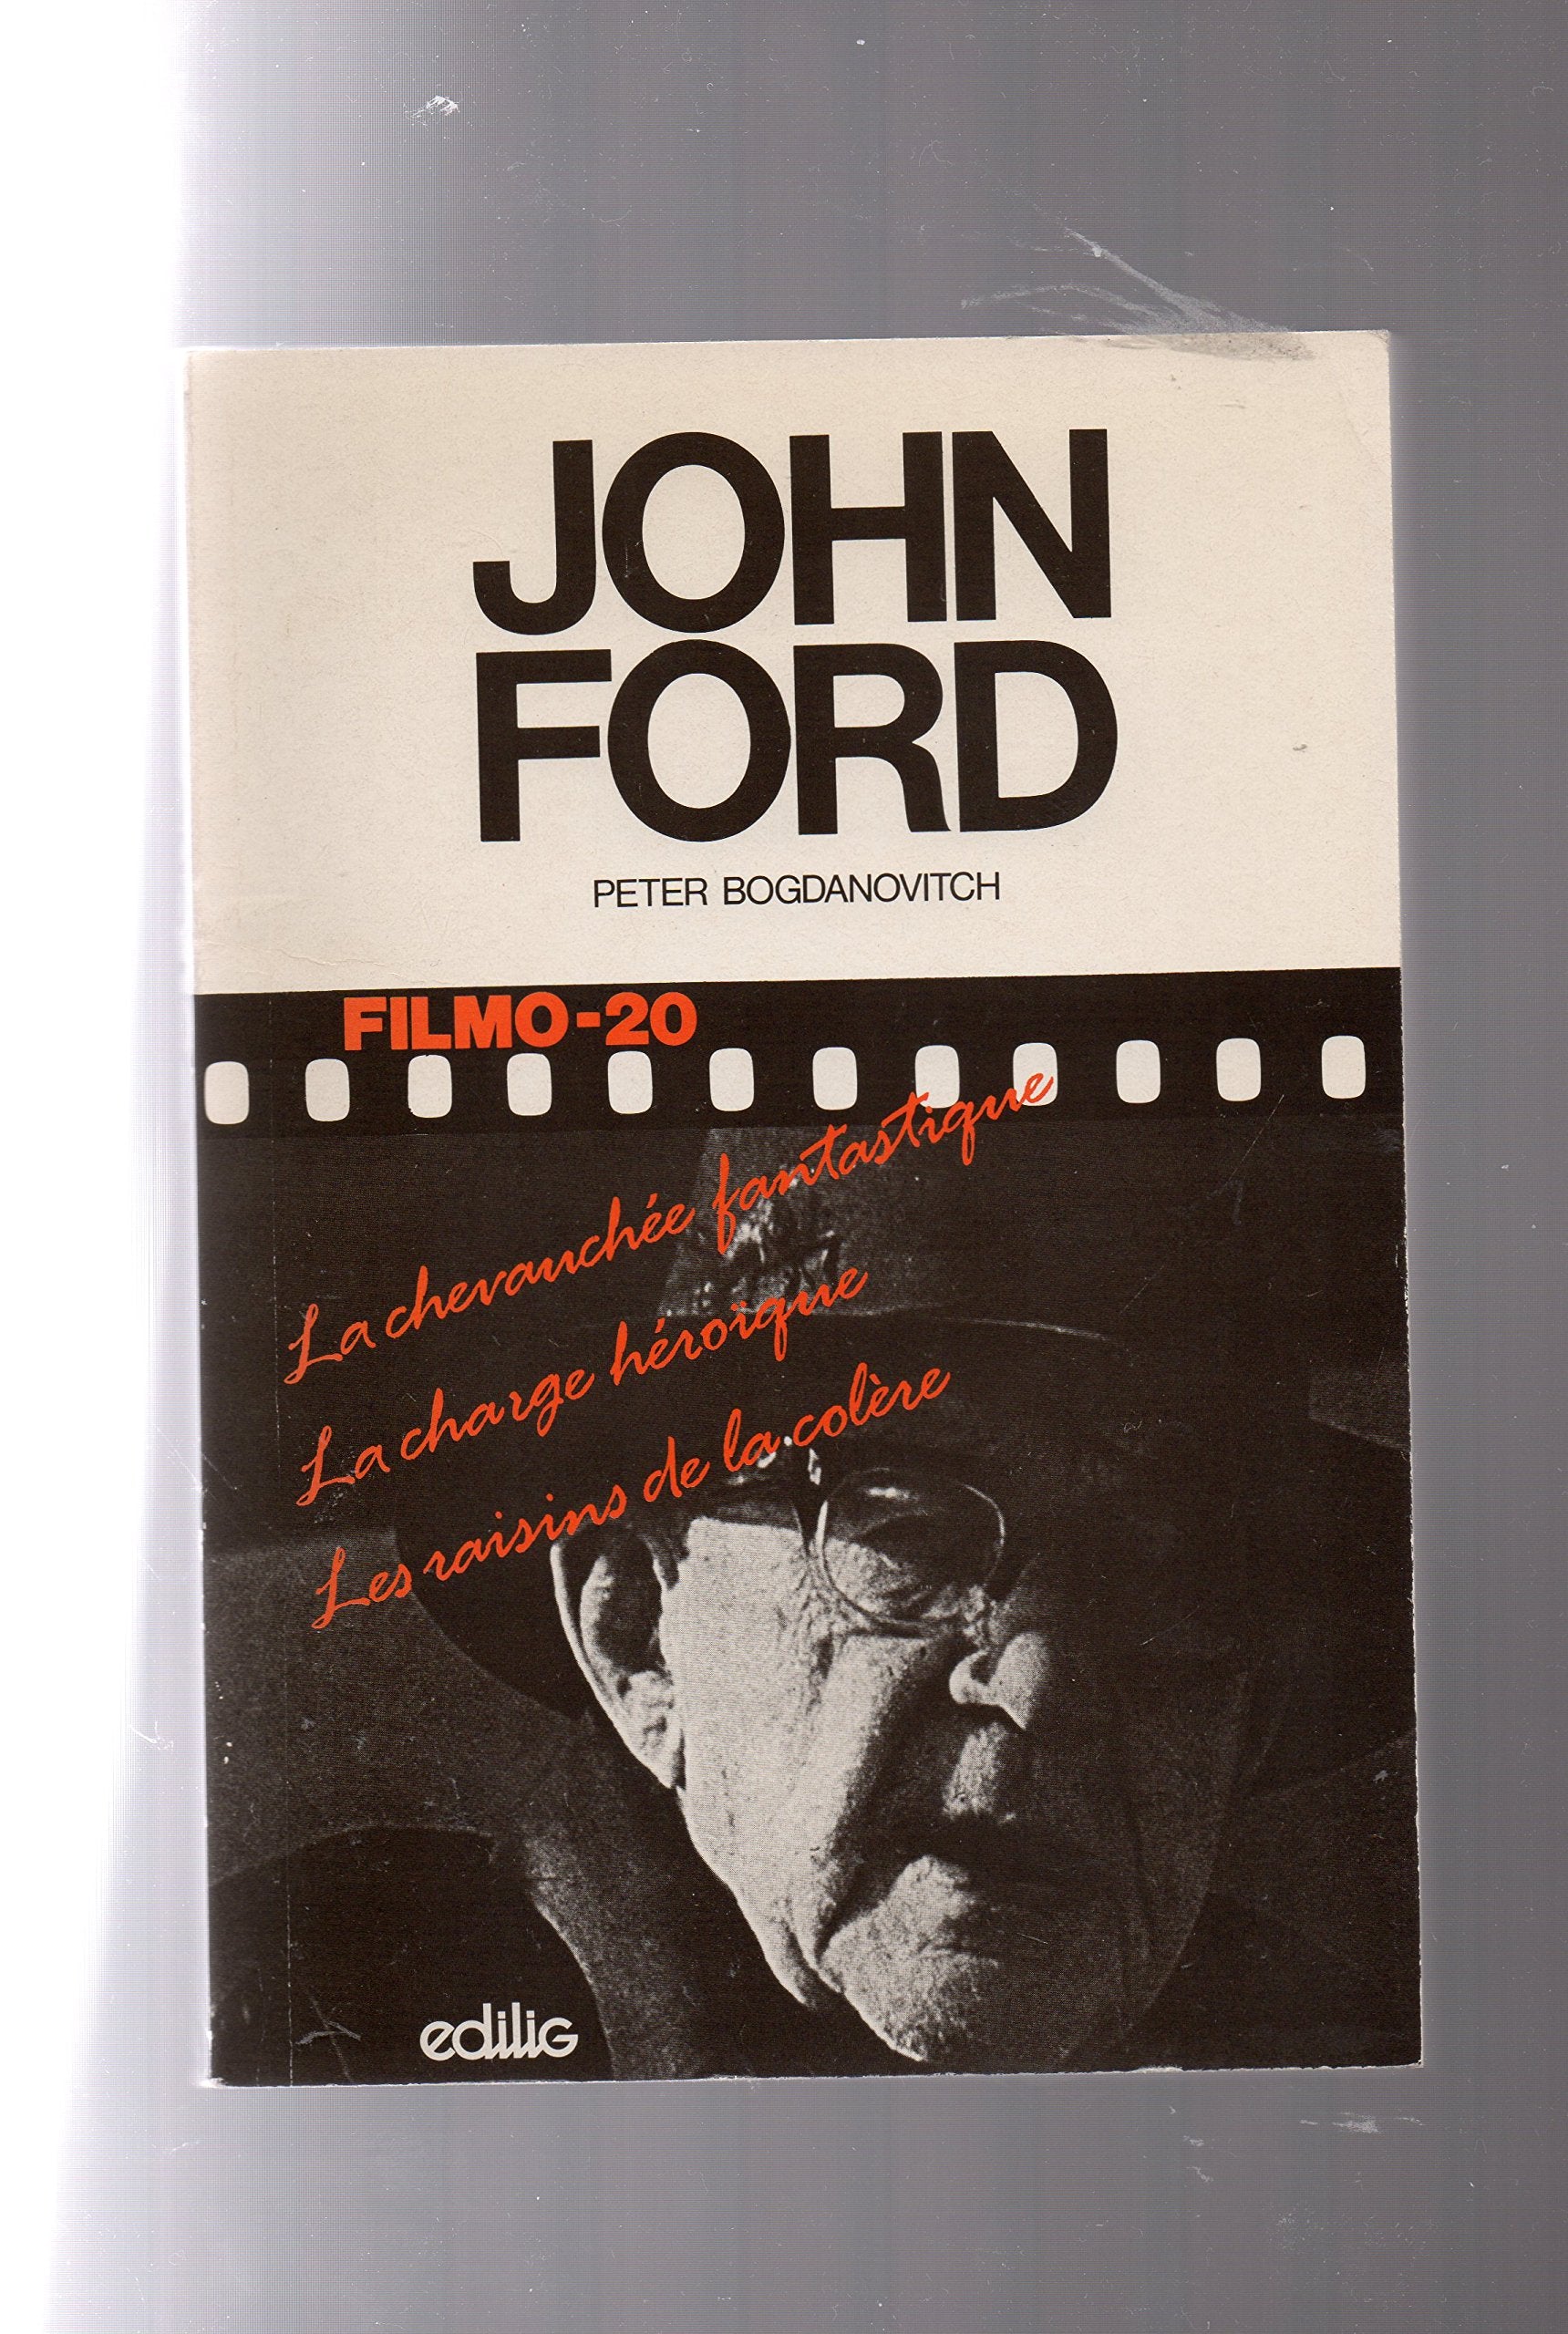 JOHN
FORD
PETER BOGDANOVITCH
FILMO-20
La chevauchée fantastique
La charge héroïque
Les raisins de la colère
ediliG